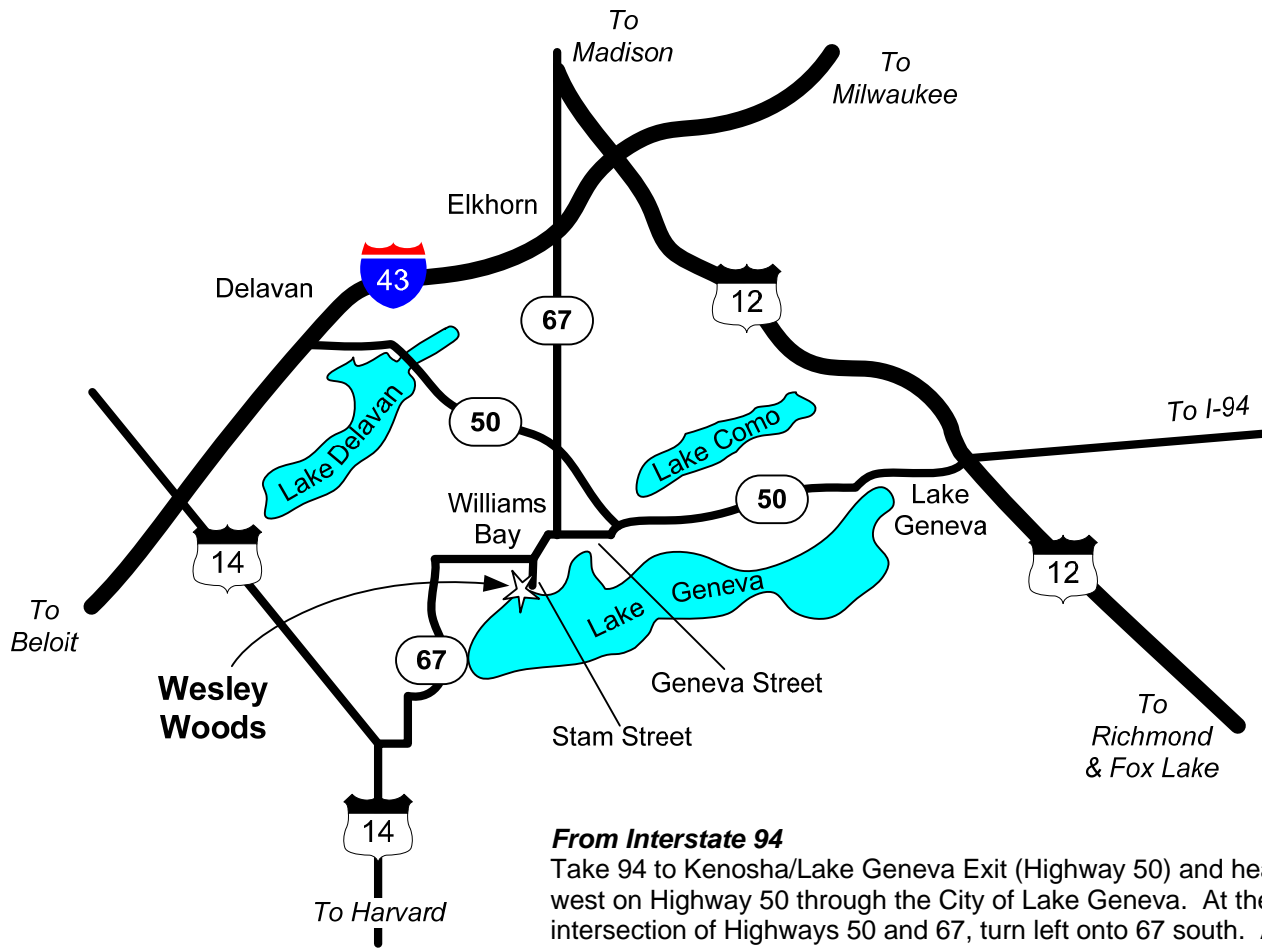 To
Madison
To
Milwaukee
Elkhorn
Delavan
43
12
67
Lake Delavan
50
Lake Como
To I-94
Williams
Bay
50
Lake
Geneva
14
12
To
Beloit
Lake Geneva
67
Wesley
Woods
Geneva Street
Stam Street
To
Richmond
& Fox Lake
14
To Harvard
From Interstate 94
Take 94 to Kenosha/Lake Geneva Exit (Highway 50) and
west on Highway 50 through the City of Lake Geneva. At the
intersection of Highways 50 and 67, turn left onto 67 south.